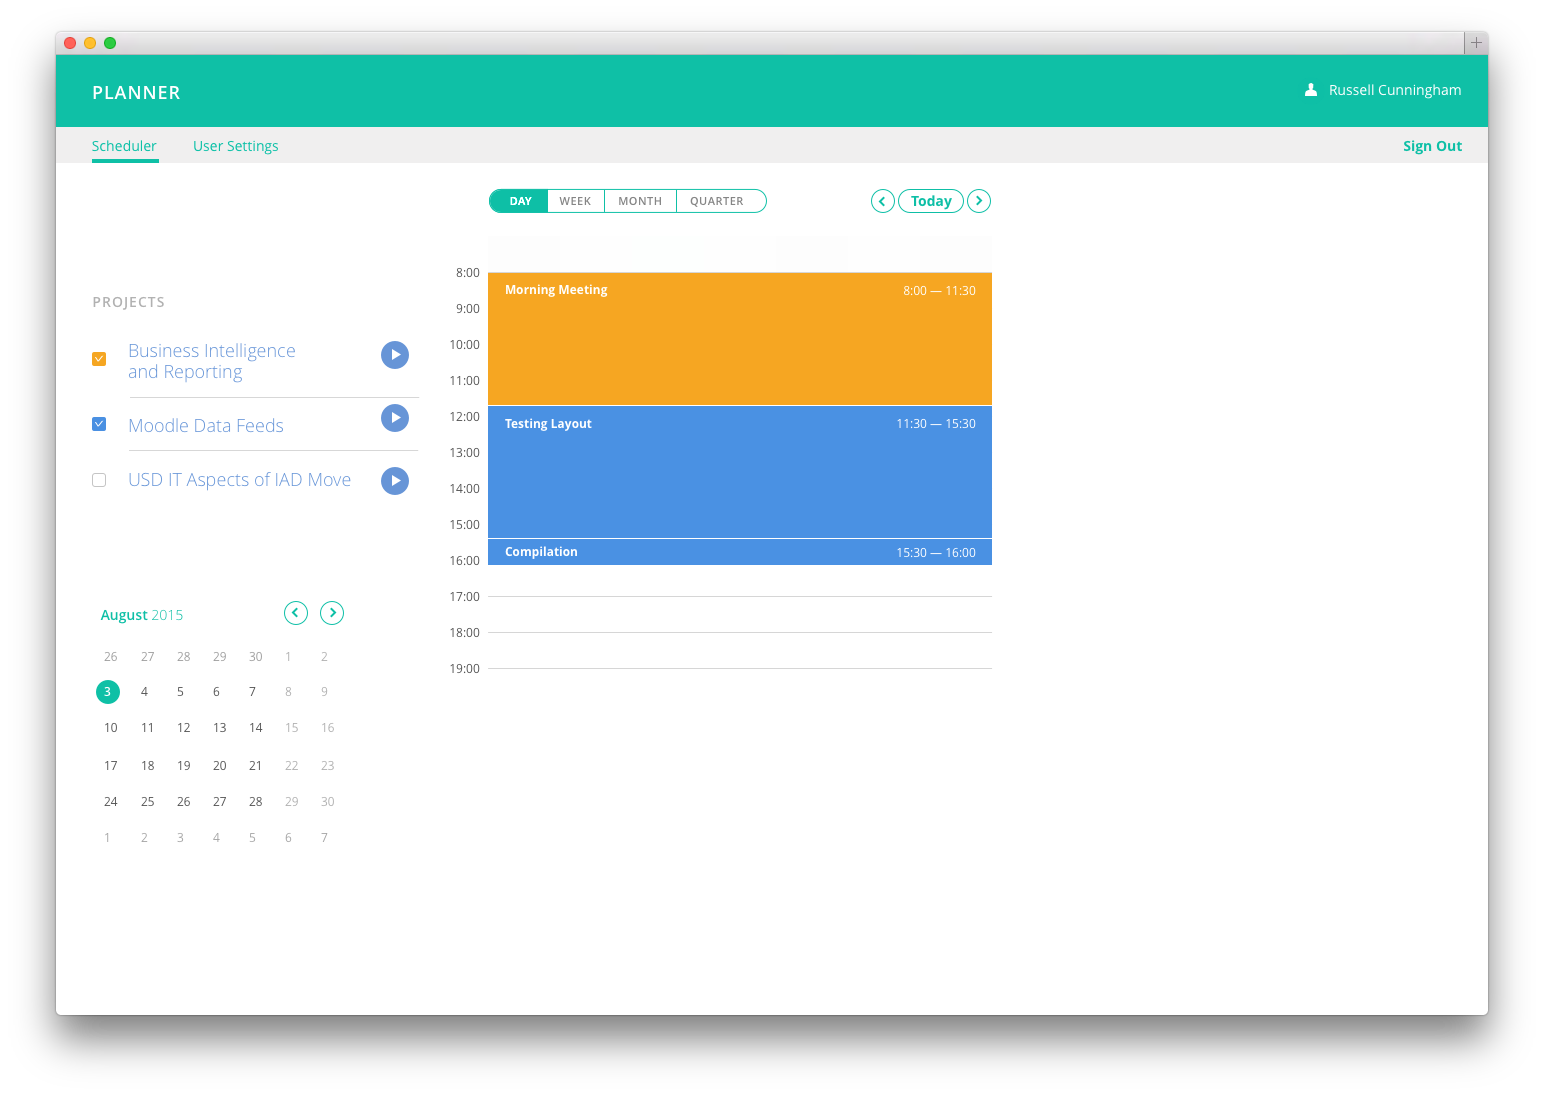 PLANNER
Russell Cunningham
Scheduler
User Settings
Sign Out
DAY
WEEK
MONTH
QUARTER
Today
PROJECTS
Business Intelligence
and Reporting
Moodle Data Feeds
USD IT Aspects of IAD Move
August 2015
26 27 28 29 30 1 2
3 4 5 6 7 8 9
10 11 12 13 14 15 16
17 18 19 20 21 22 23
24 25 26 27 28 29 30
1 2 3 4 5 6 7
8:00
Morning Meeting 8:00 — 11:30
9:00
10:00
11:00
12:00
Testing Layout 11:30 — 15:30
13:00
14:00
15:00
Compilation 15:30 — 16:00
16:00
17:00
18:00
19:00